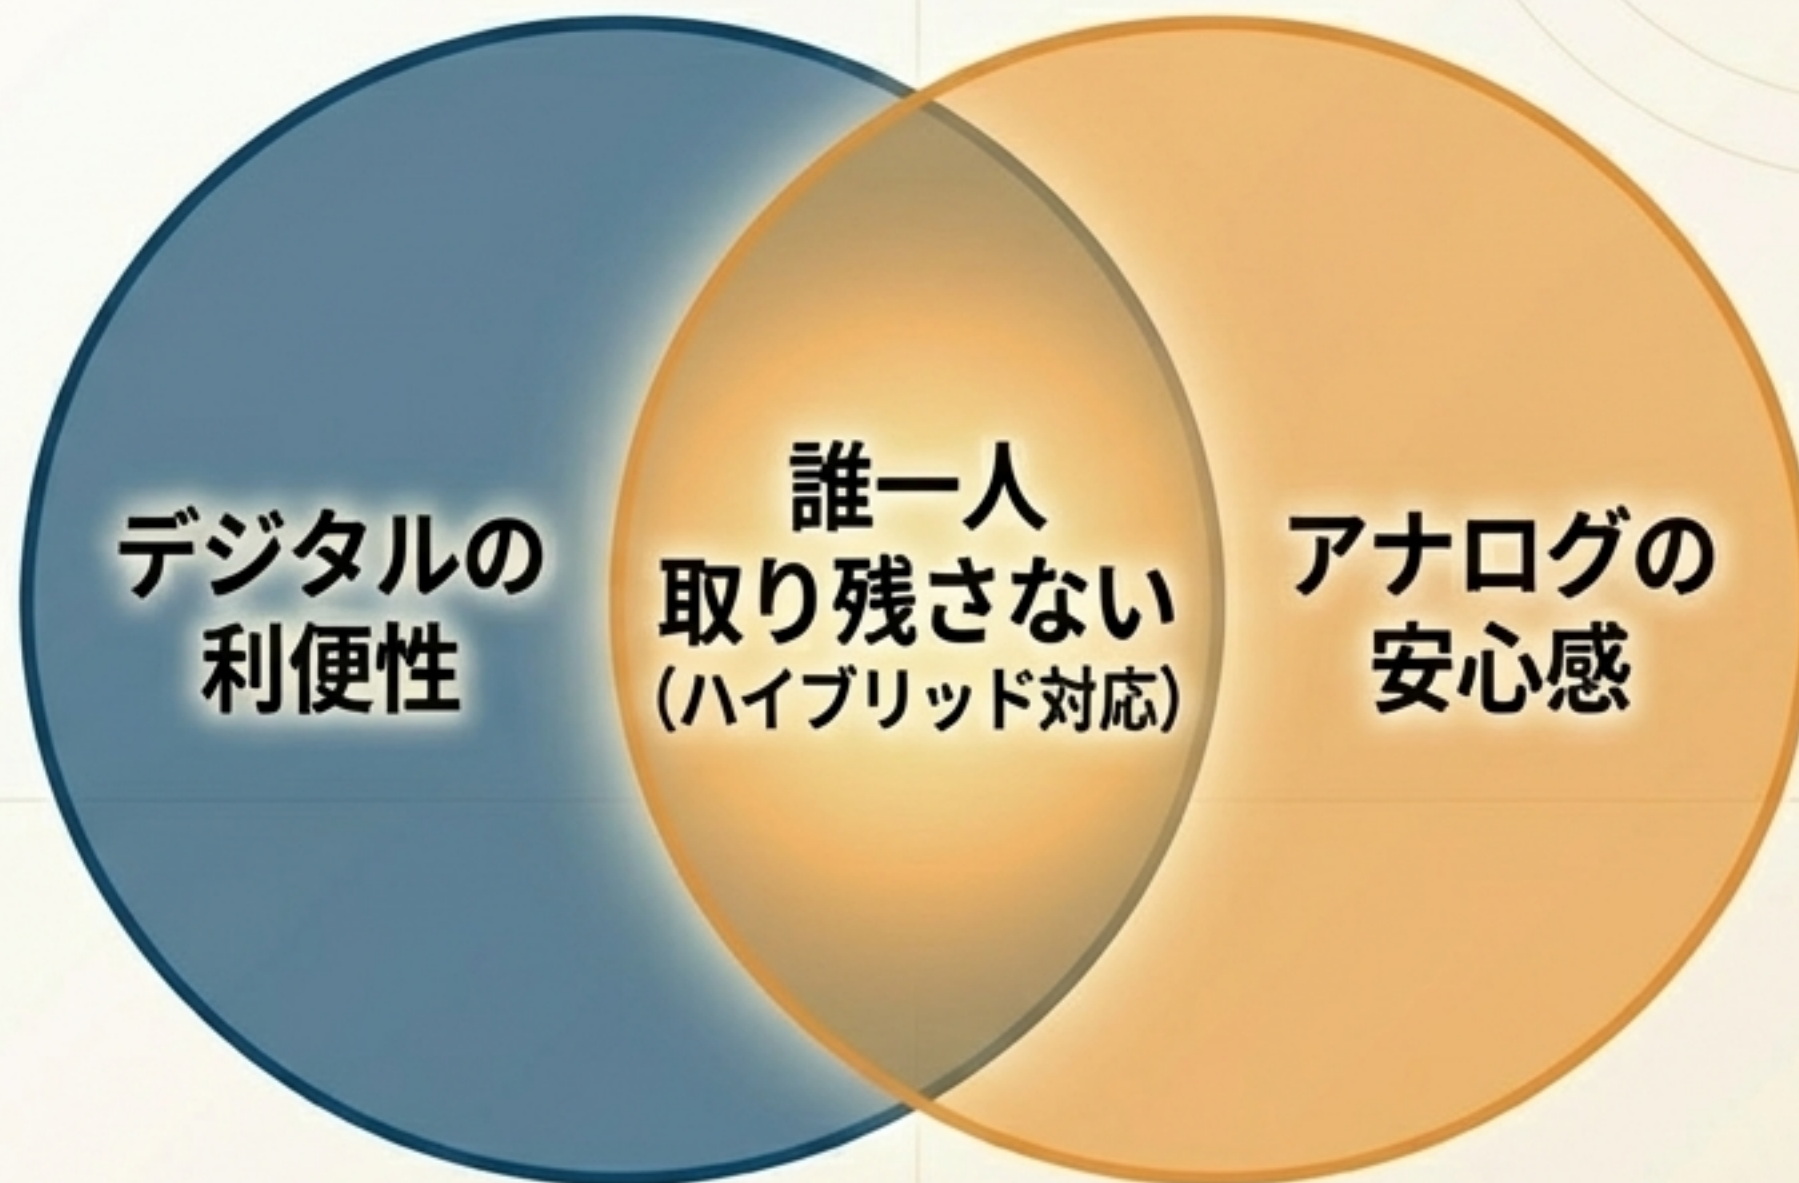 デジタルの
利便性
誰一人
取り残さない
（ハイブリッド対応）
アナログの
安心感